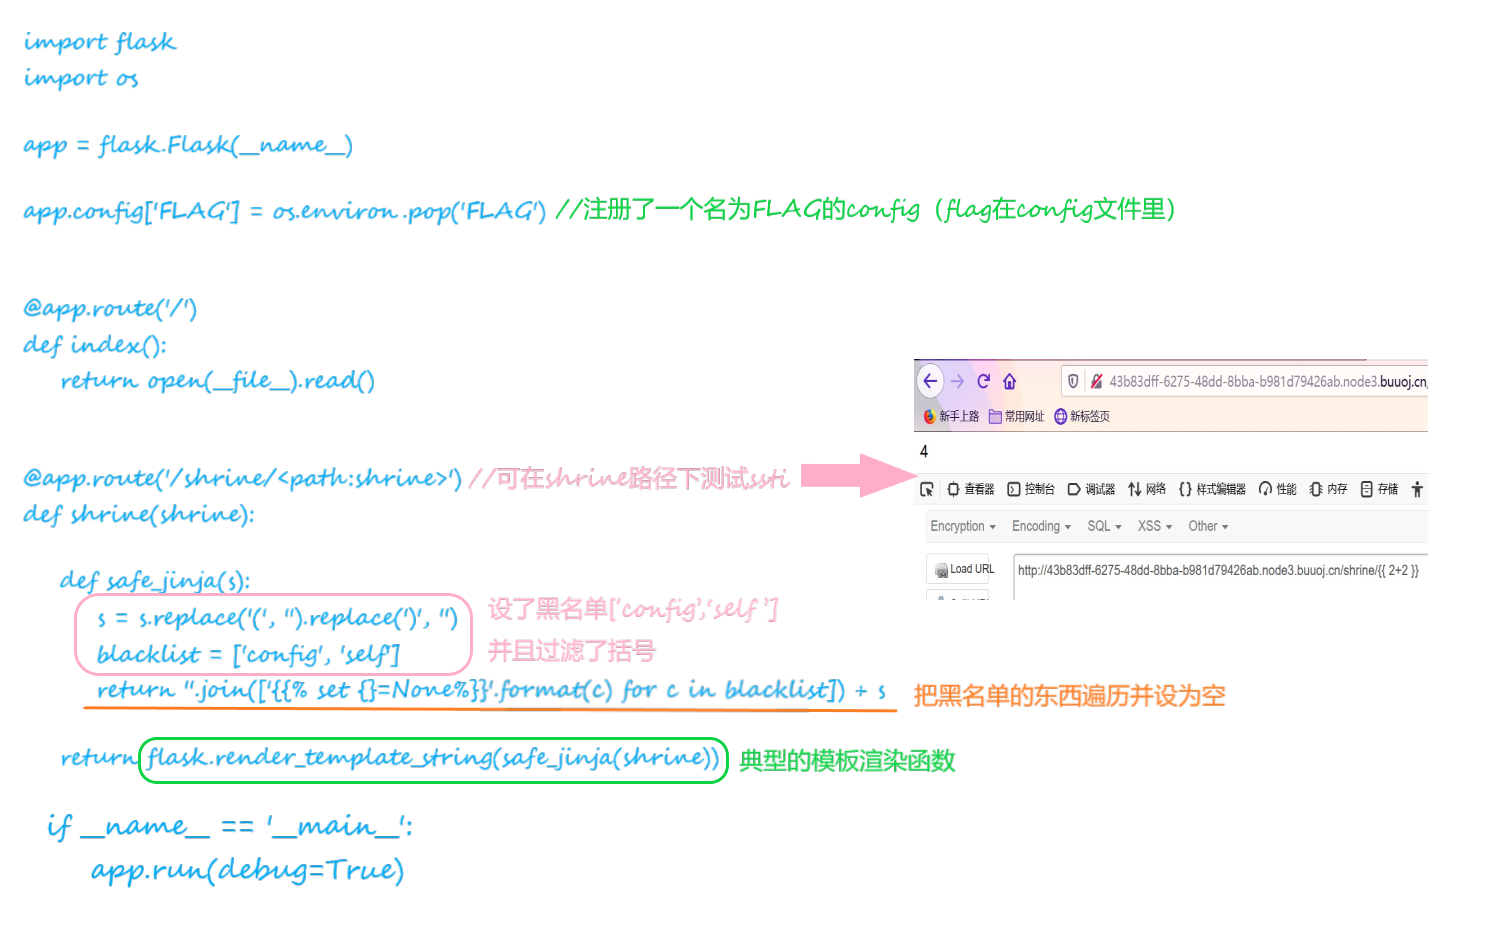 import flask
import os
app = flask.Flask(__name__)
app.config['FLAG'] = os.environ.pop('FLAG') //注册了一个名为FLAG的config（flag在config文件里）
@app.route('/')
def index():
return open(__file__).read()
@app.route('/shrine/<path:shrine>') //可在shrine路径下测试ssti
def shrine(shrine):
def safe_jinja(s):
s = s.replace('(', '').replace(')', '')
blacklist = ['config', 'self']
设了黑名单['config','self']
并且过滤了括号
return ''.join(['{{% set {}=None%}}'.format(c) for c in blacklist]) + s
把黑名单的东西遍历并设为空
return flask.render_template_string(safe_jinja(shrine))
典型的模板渲染函数
if __name__ == '__main__':
app.run(debug=True)
43b83dff-6275-48dd-8bba-b981d79426ab.node3.buuoj.cn
新手上路 常用网址 新标签页
4
查看器 控制台 调试器 网络 {} 样式编辑器 性能 内存 存储
Encryption Encoding SQL XSS Other
Load URL
http://43b83dff-6275-48dd-8bba-b981d79426ab.node3.buuoj.cn/shrine/{{ 2+2 }}